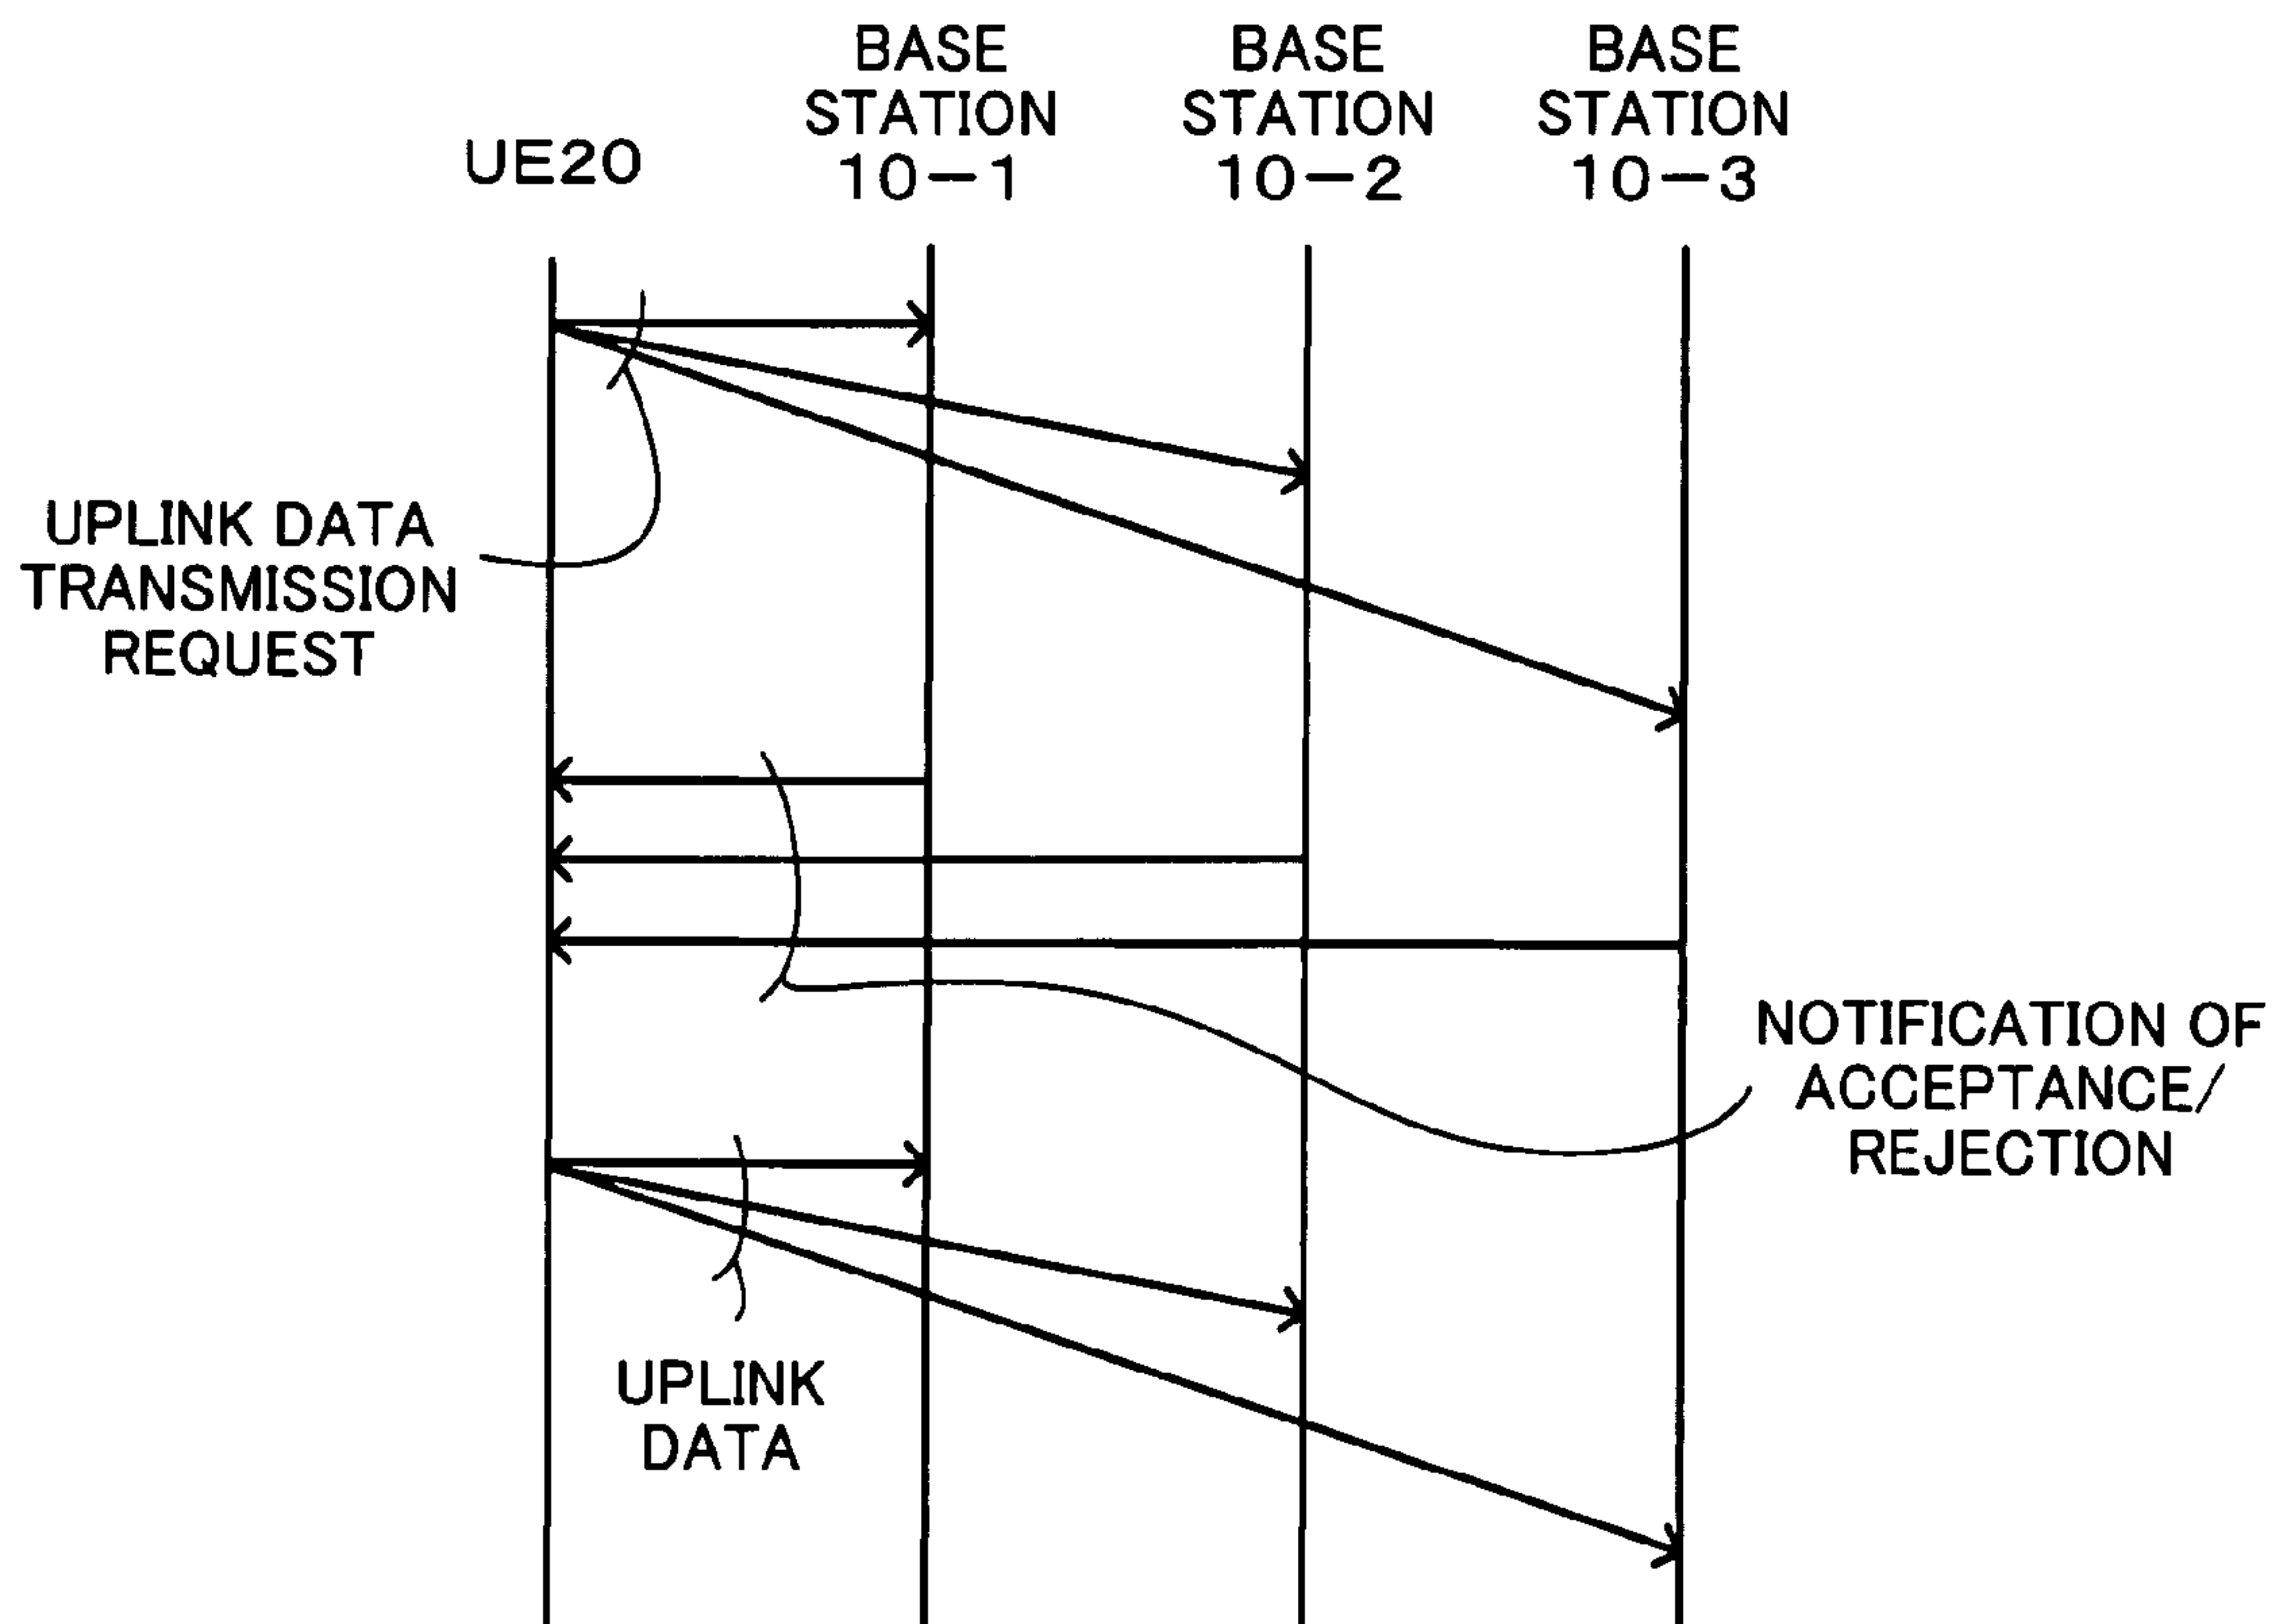 UE20
BASE
STATION
10-1
BASE
STATION
10-2
BASE
STATION
10-3
UPLINK DATA
TRANSMISSION
REQUEST
NOTIFICATION OF
ACCEPTANCE/
REJECTION
UPLINK
DATA